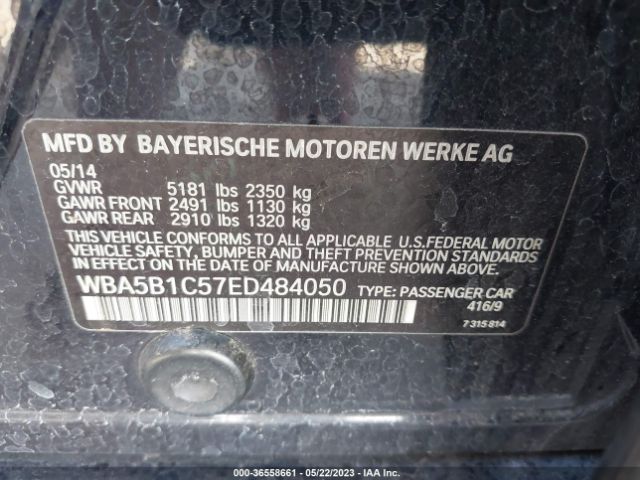 MFD BY BAYERISCHE MOTOREN WERKE AG
05/14
GVWR 5181 lbs 2350 kg
GAWR FRONT 2491 lbs 1130 kg
GAWR REAR 2910 lbs 1320 kg
THIS VEHICLE CONFORMS TO ALL APPLICABLE U.S.FEDERAL MOTOR
VEHICLE SAFETY, BUMPER AND THEFT PREVENTION STANDARDS
IN EFFECT ON THE DATE OF MANUFACTURE SHOWN ABOVE.
WBA5B1C57ED484050 TYPE: PASSENGER CAR
416/9
7315814
000-36558661 - 05/22/2023 - IAA Inc.